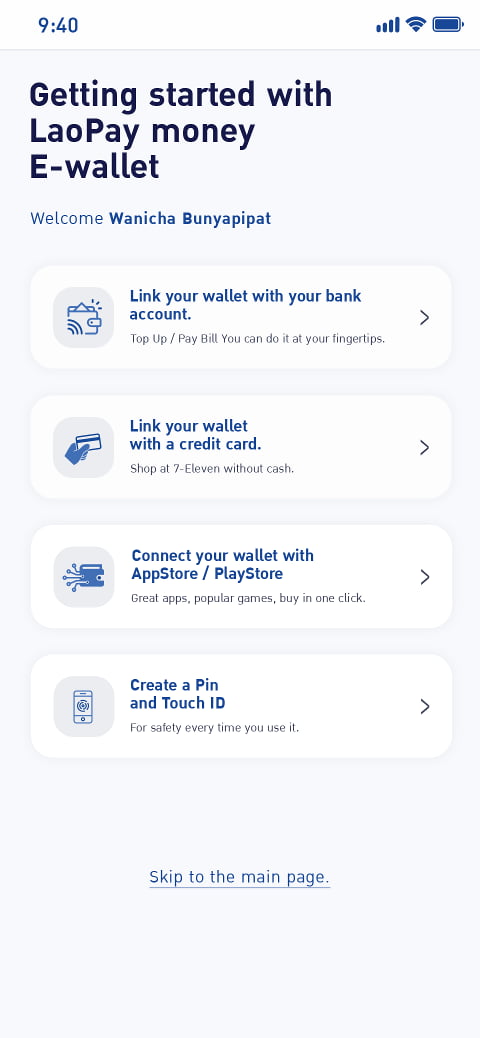 9:40
Getting started with
LaoPay money
E-wallet
Welcome Wanicha Bunyapipat
Link your wallet with your bank
account.
Top Up / Pay Bill You can do it at your fingertips.
Link your wallet
with a credit card.
Shop at 7-Eleven without cash.
Connect your wallet with
AppStore / PlayStore
Great apps, popular games, buy in one click.
Create a Pin
and Touch ID
For safety every time you use it.
Skip to the main page.